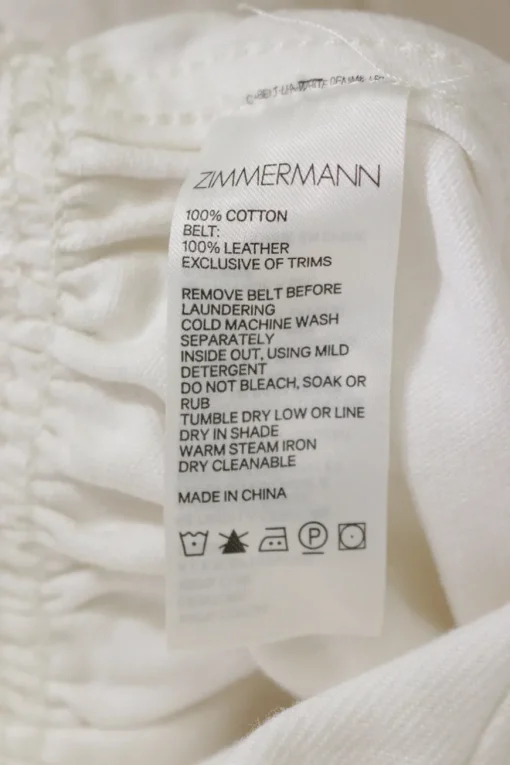 ZIMMERMANN
100% COTTON
BELT:
100% LEATHER
EXCLUSIVE OF TRIMS
REMOVE BELT BEFORE
LAUNDERING
COLD MACHINE WASH
SEPARATELY
INSIDE OUT, USING MILD
DETERGENT
DO NOT BLEACH, SOAK OR
RUB
TUMBLE DRY LOW OR LINE
DRY IN SHADE
WARM STEAM IRON
DRY CLEANABLE
MADE IN CHINA
P